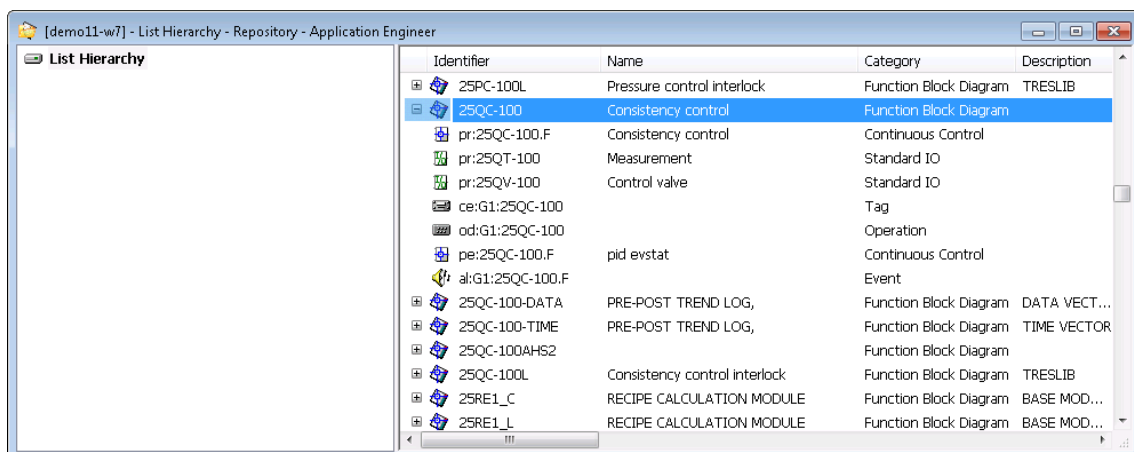 [demo11-w7] - List Hierarchy - Repository - Application Engineer
List Hierarchy
Identifier Name Category Description
25PC-100L Pressure control interlock Function Block Diagram TRESLIB
25QC-100 Consistency control Function Block Diagram
pr:25QC-100.F Consistency control Continuous Control
pr:25QT-100 Measurement Standard IO
pr:25QV-100 Control valve Standard IO
ce:G1:25QC-100 Tag
od:G1:25QC-100 Operation
pe:25QC-100.F pid evstat Continuous Control
al:G1:25QC-100.F Event
25QC-100-DATA PRE-POST TREND LOG, Function Block Diagram DATA VECT...
25QC-100-TIME PRE-POST TREND LOG, Function Block Diagram TIME VECTOR
25QC-100AHS2 Function Block Diagram
25QC-100L Consistency control interlock Function Block Diagram TRESLIB
25RE1_C RECIPE CALCULATION MODULE Function Block Diagram BASE MOD...
25RE1_L RECIPE CALCULATION MODULE Function Block Diagram BASE MOD...